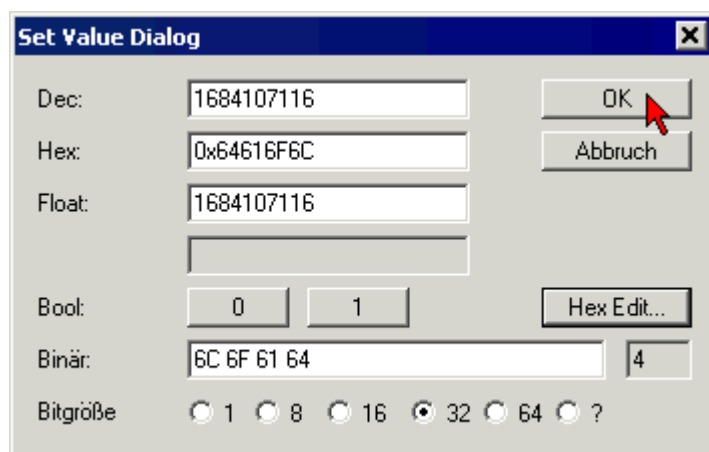 Set Value Dialog
Dec: 1684107116 OK
Hex: 0x64616F6C Abbruch
Float: 1684107116
Bool: 0 1 Hex Edit...
Binär: 6C 6F 61 64 4
Bitgröße 1 8 16 32 64 ?